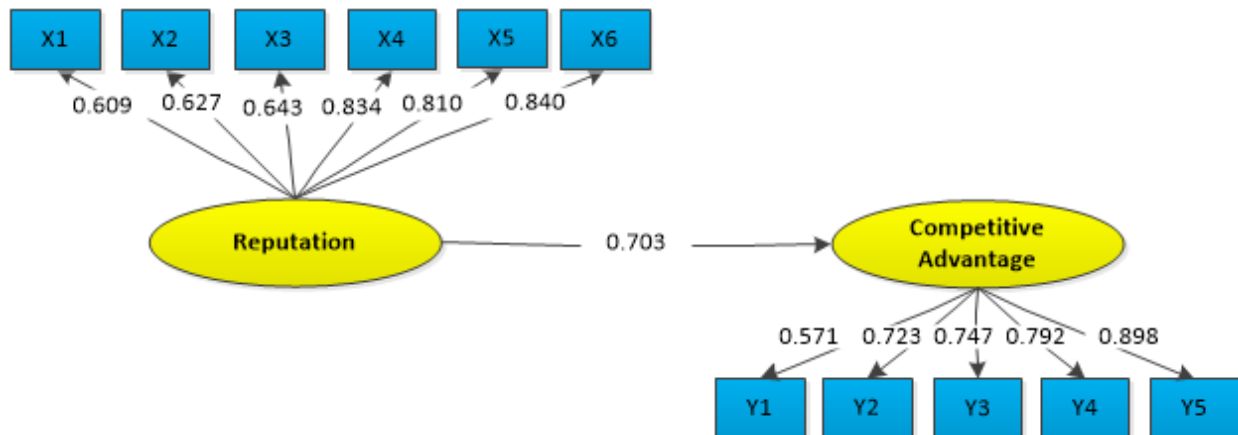 X1 X2 X3 X4 X5 X6
0.609 0.627 0.643 0.834 0.810 0.840
Reputation
0.703
Competitive
Advantage
0.571 0.723 0.747 0.792 0.898
Y1 Y2 Y3 Y4 Y5